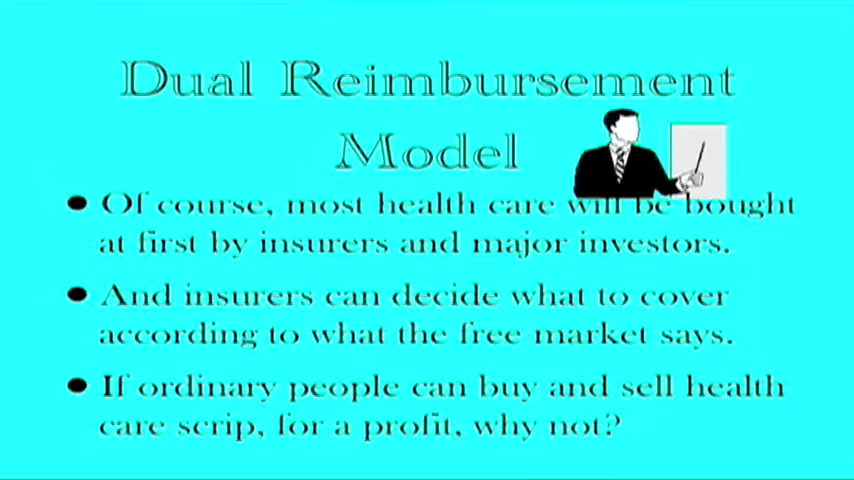 Dual Reimbursement
Model
• Of course, most health care will be bought
at first by insurers and major investors.
• And insurers can decide what to cover
according to what the free market says.
• If ordinary people can buy and sell health
care scrip, for a profit, why not?